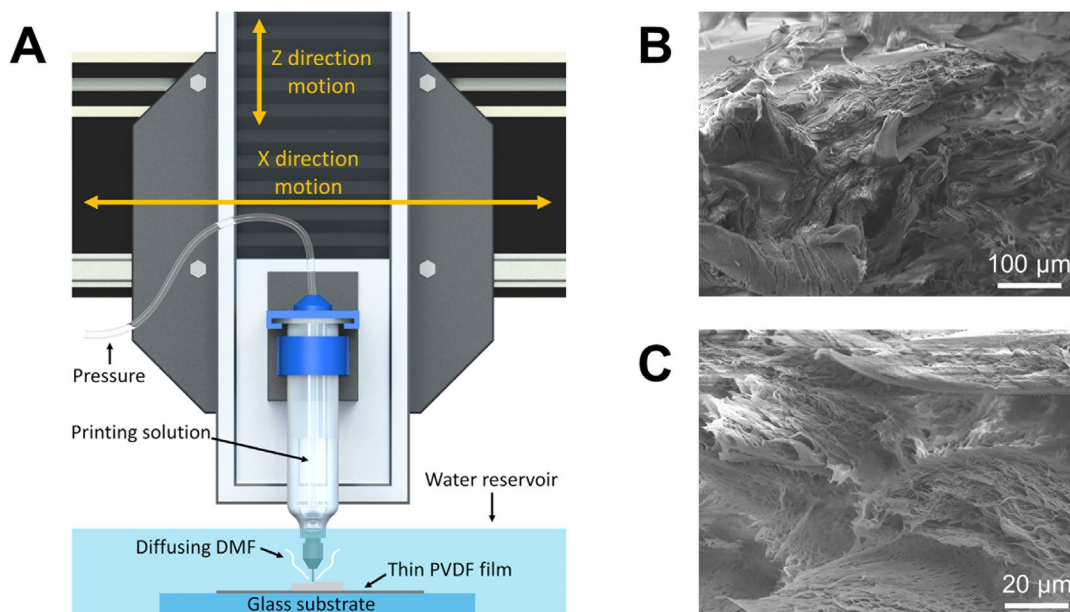 A
Z direction
motion
X direction
motion
Pressure
Printing solution
Water reservoir
Diffusing DMF
Thin PVDF film
Glass substrate
B
100 μm
C
20 μm